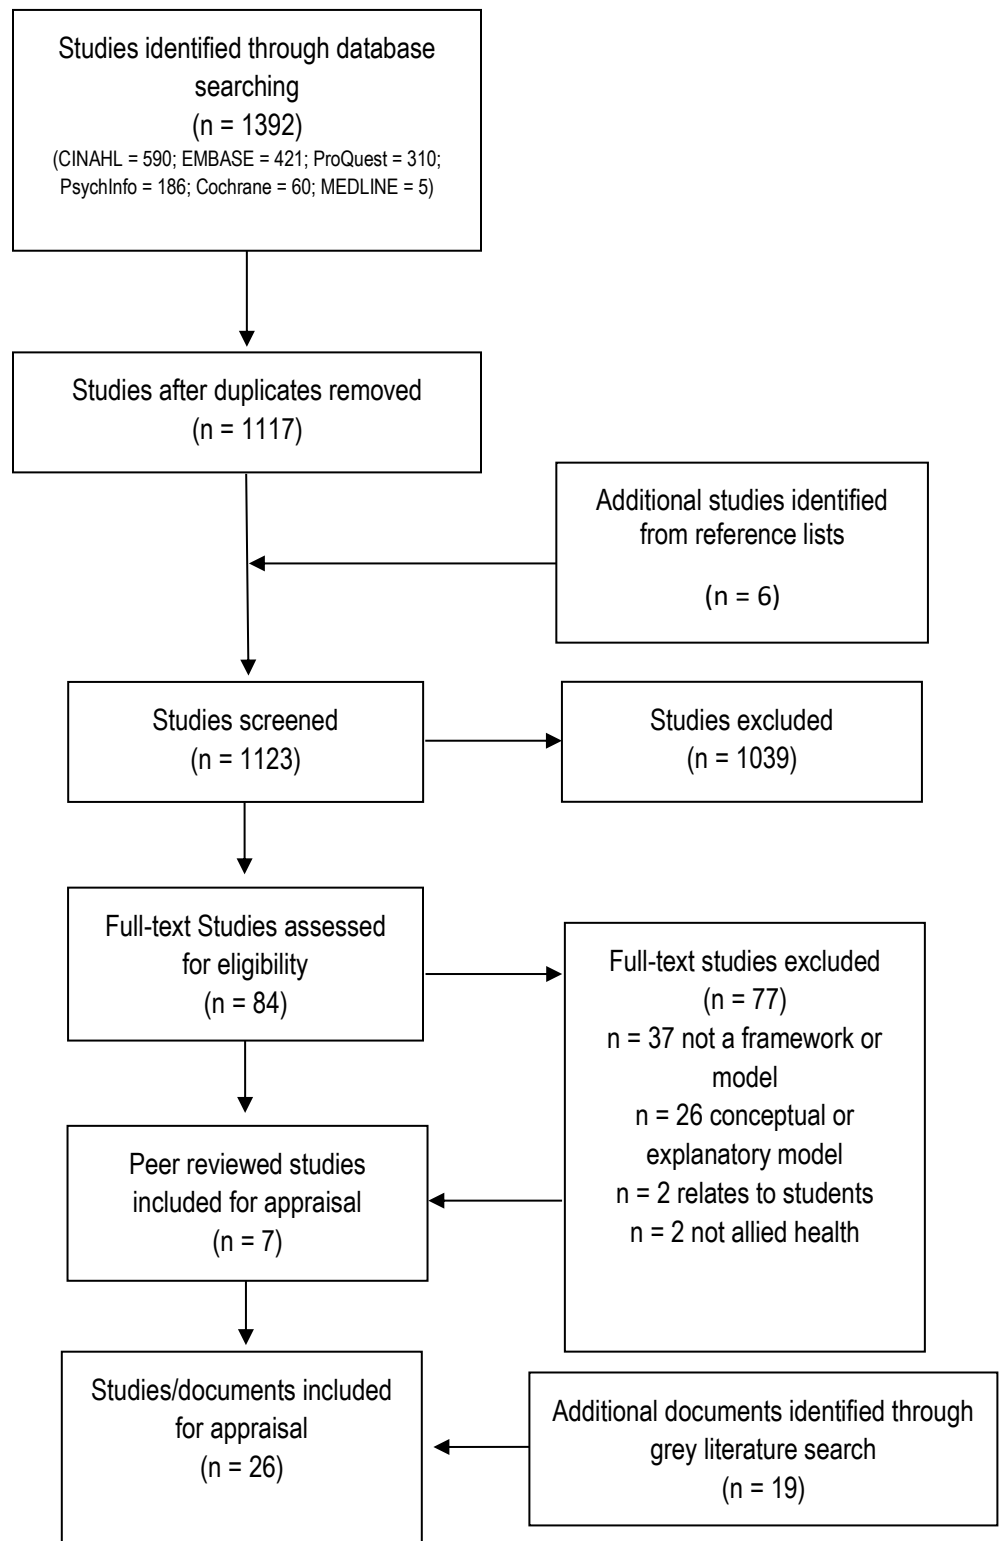 Studies identified through database
searching
(n = 1392)
(CINAHL = 590; EMBASE = 421; ProQuest = 310;
PsychInfo = 186; Cochrane = 60; MEDLINE = 5)
Studies after duplicates removed
(n = 1117)
Additional studies identified
from reference lists
(n = 6)
Studies screened
(n = 1123)
Studies excluded
(n = 1039)
Full-text Studies assessed
for eligibility
(n = 84)
Full-text studies excluded
(n = 77)
n = 37 not a framework or
model
n = 26 conceptual or
explanatory model
n = 2 relates to students
n = 2 not allied health
Peer reviewed studies
included for appraisal
(n = 7)
Studies/documents included
for appraisal
(n = 26)
Additional documents identified through
grey literature search
(n = 19)